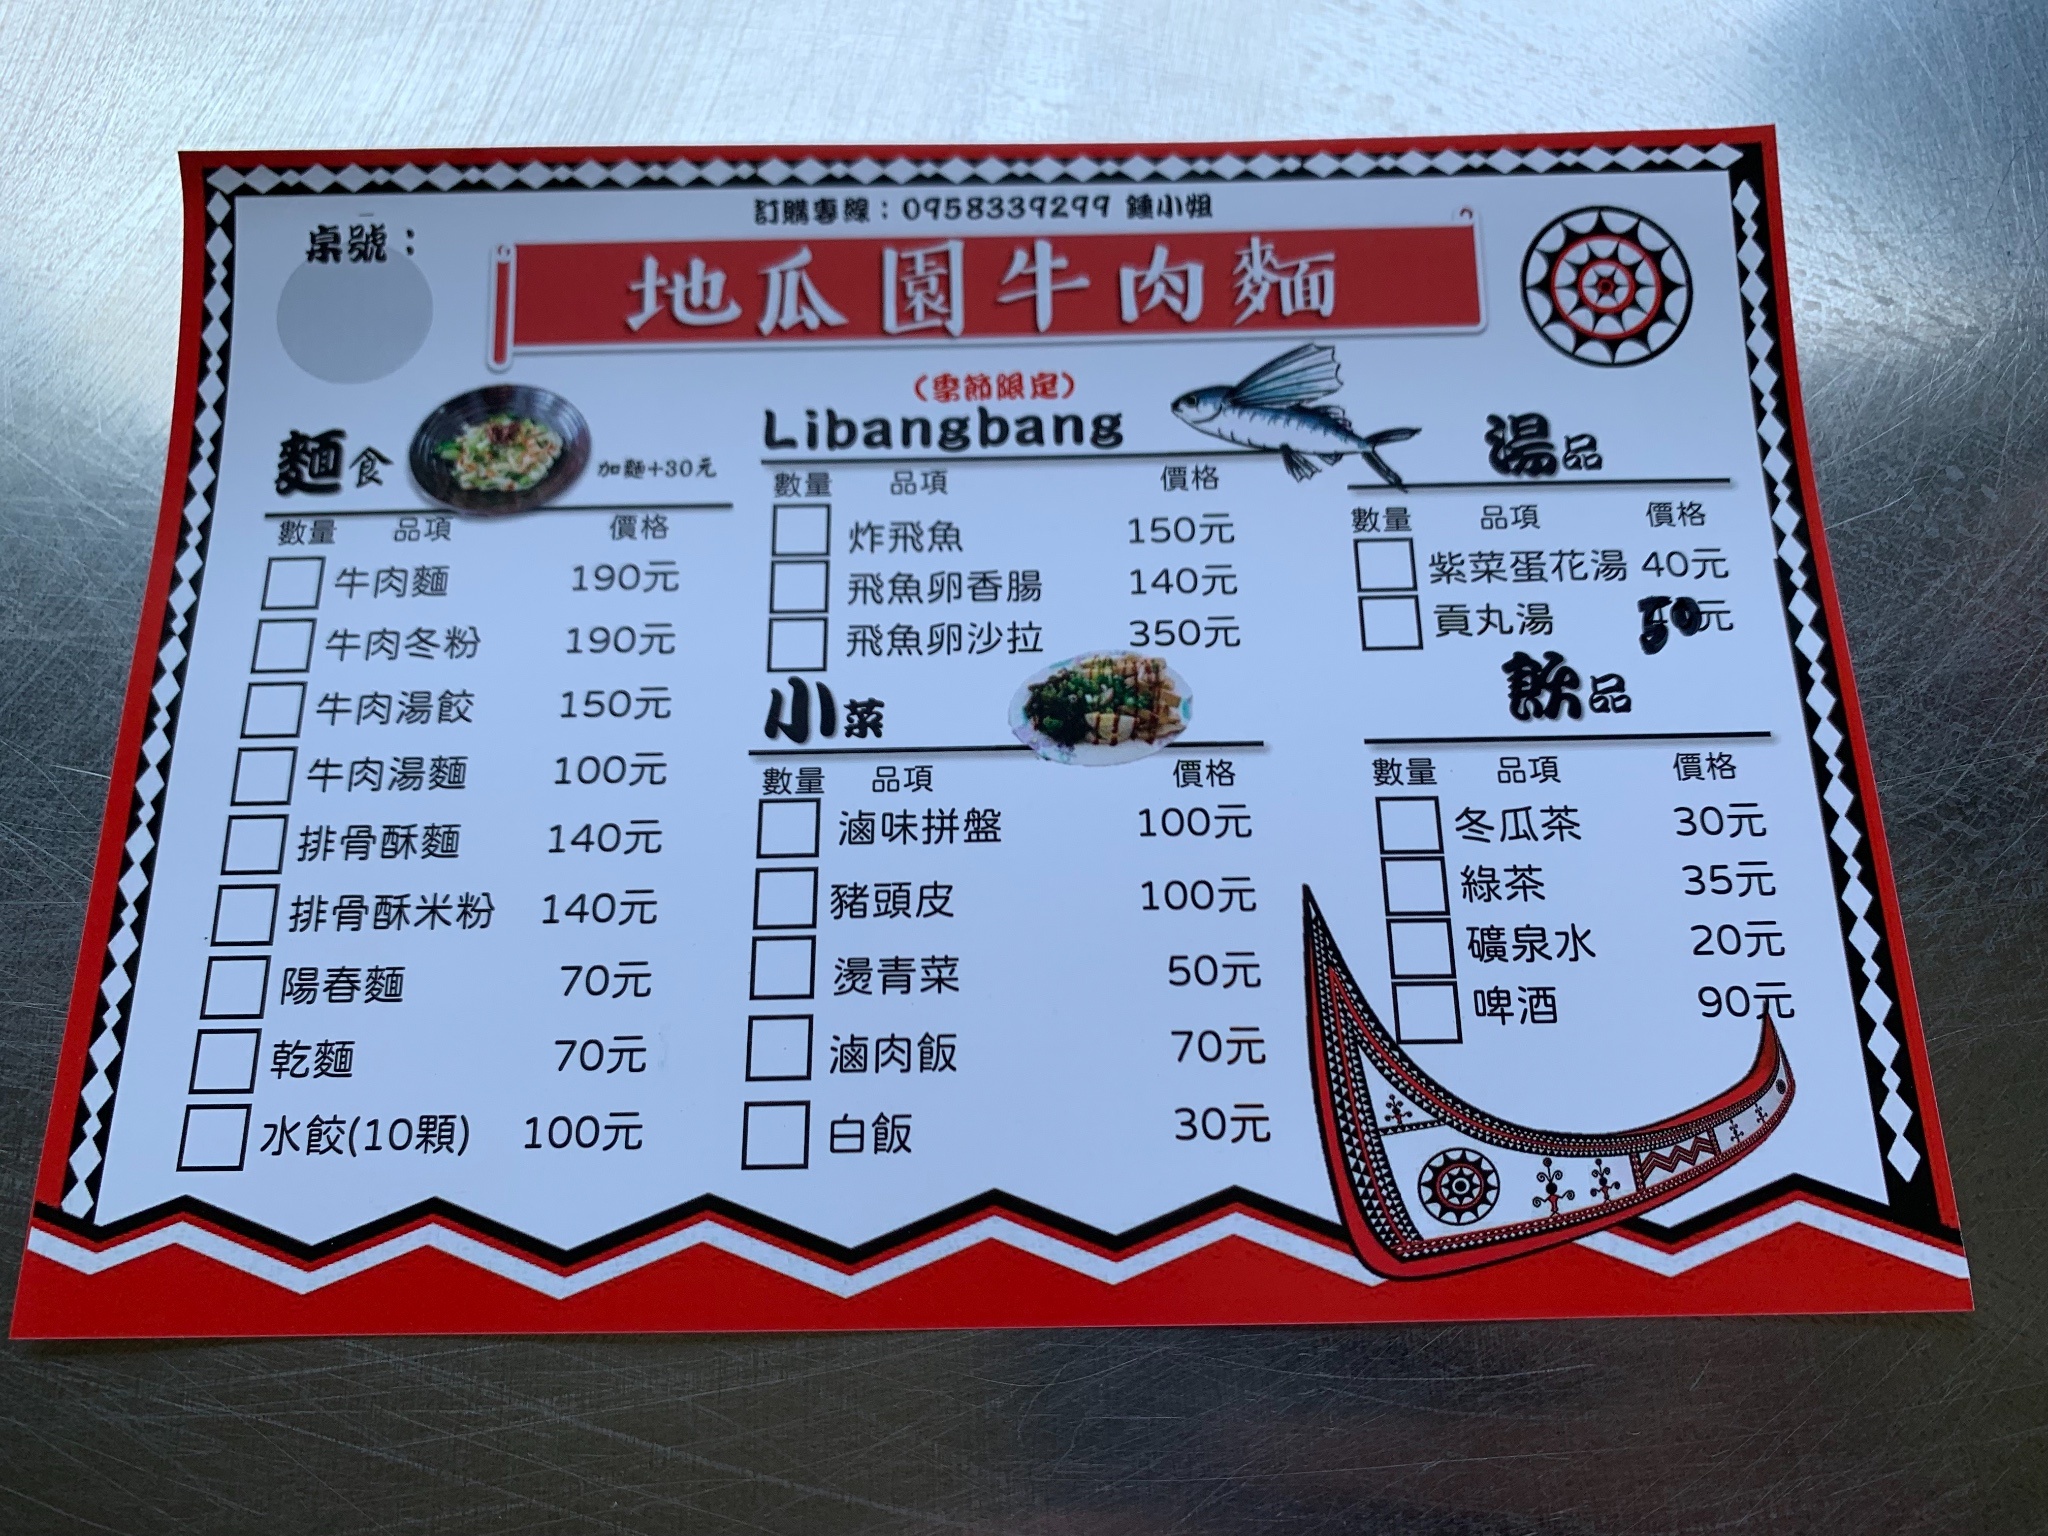 訂購專線：0958339299 鍾小姐
桌號：
地瓜園牛肉麵
麵食 加麵+30元
數量 品項 價格
牛肉麵 190元
牛肉冬粉 190元
牛肉湯餃 150元
牛肉湯麵 100元
排骨酥麵 140元
排骨酥米粉 140元
陽春麵 70元
乾麵 70元
水餃(10顆) 100元
(季節限定)
Libangbang
數量 品項 價格
炸飛魚 150元
飛魚卵香腸 140元
飛魚卵沙拉 350元
小菜
數量 品項 價格
滷味拼盤 100元
豬頭皮 100元
燙青菜 50元
滷肉飯 70元
白飯 30元
湯品
數量 品項 價格
紫菜蛋花湯 40元
貢丸湯 50元
飲品
數量 品項 價格
冬瓜茶 30元
綠茶 35元
礦泉水 20元
啤酒 90元